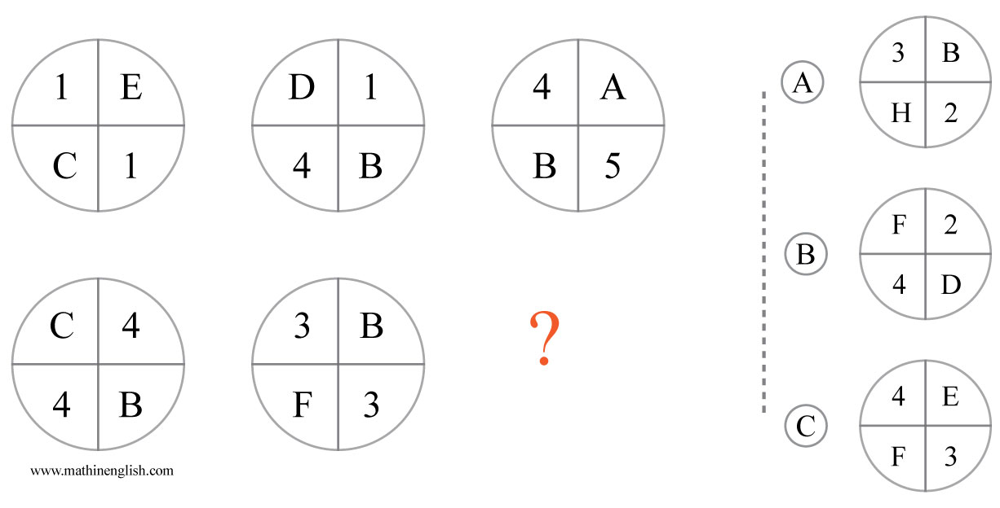 1 E
C 1
D 1
4 B
4 A
B 5
C 4
4 B
3 B
F 3
?
www.mathinenglish.com
A
3 B
H 2
B
F 2
4 D
C
4 E
F 3